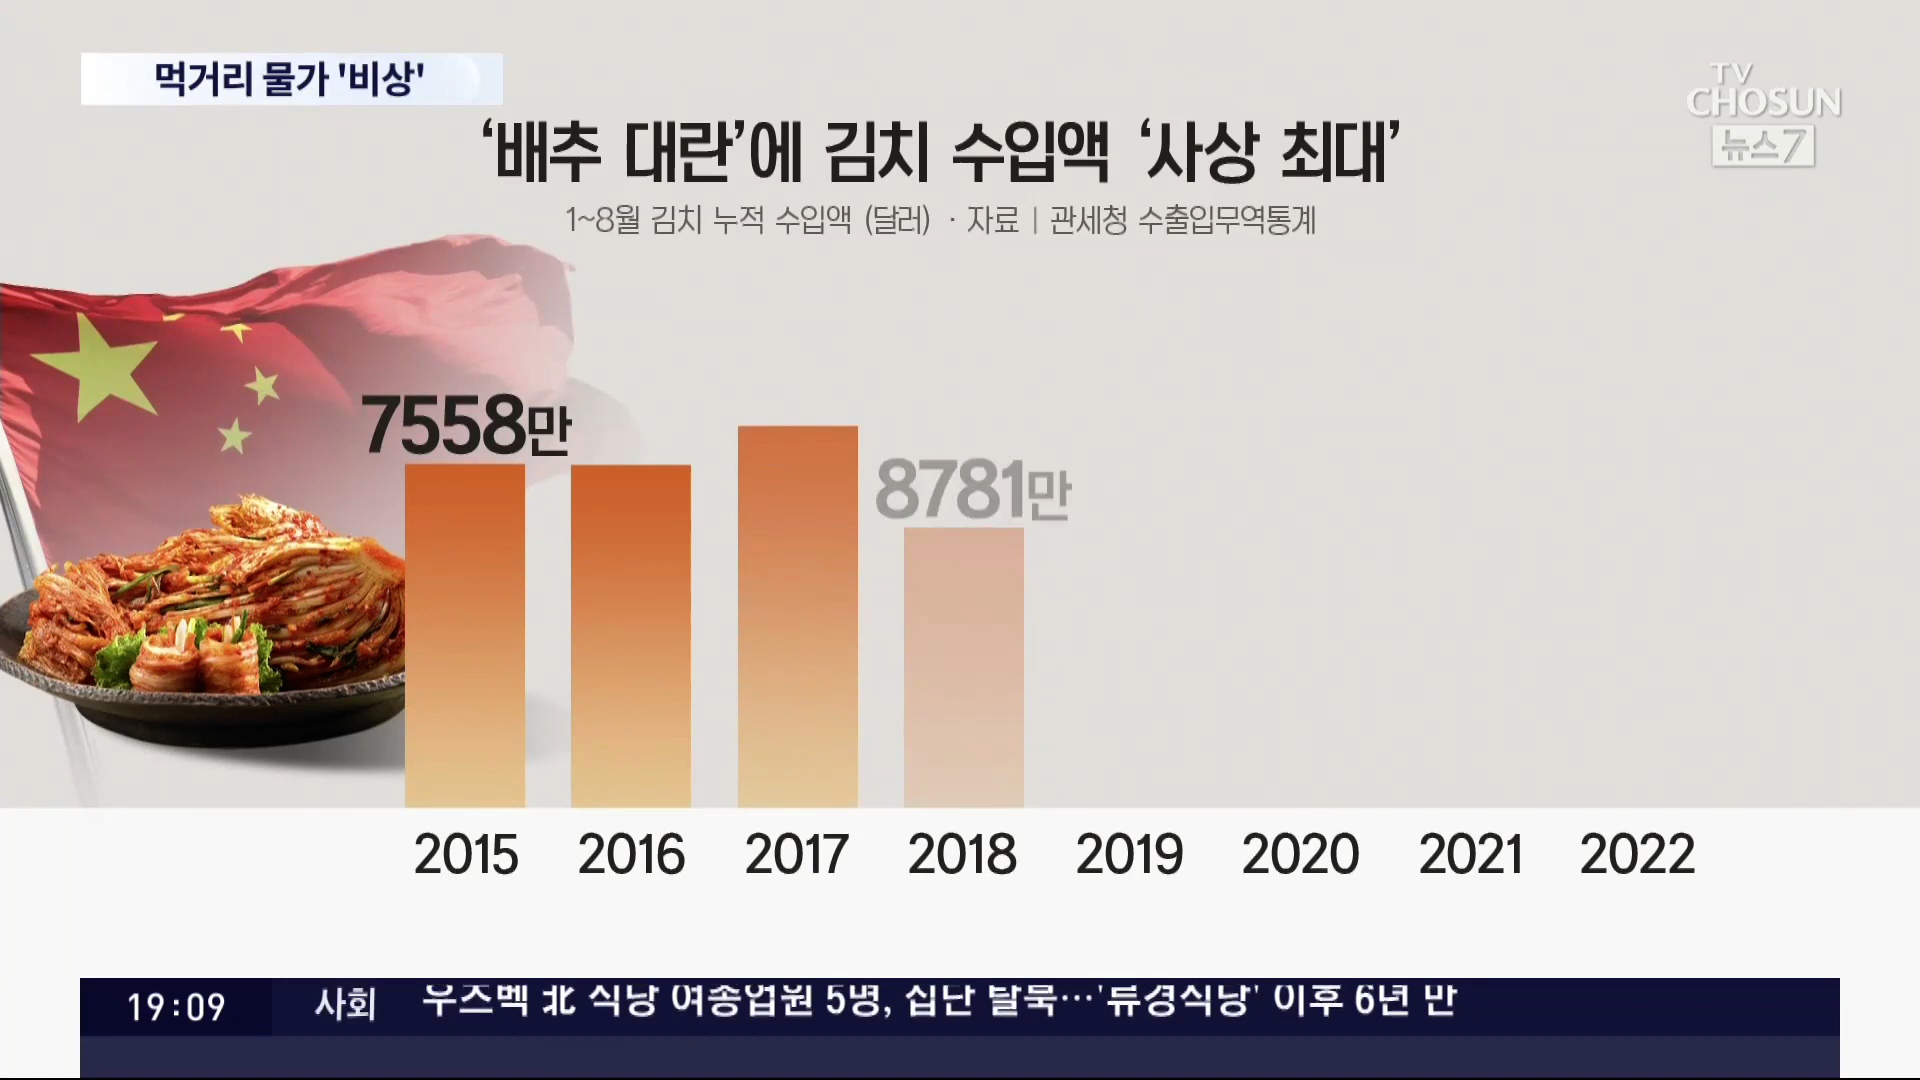 먹거리 물가 '비상'
TV
CHOSUN
뉴스7
‘배추 대란’에 김치 수입액 ‘사상 최대’
1~8월 김치 누적 수입액 (달러) · 자료 | 관세청 수출입무역통계
7558만
8781만
2015 2016 2017 2018 2019 2020 2021 2022
19:09 사회 우즈벡 北 식당 여종업원 5명, 집단 탈북…'류경식당' 이후 6년 만